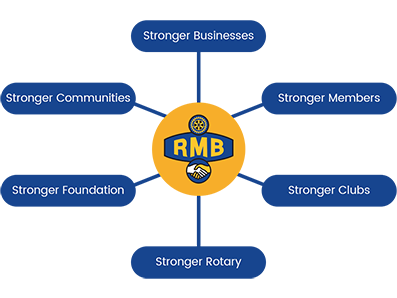 Stronger Businesses
Stronger Communities
Stronger Members
RMB
Stronger Foundation
Stronger Clubs
Stronger Rotary